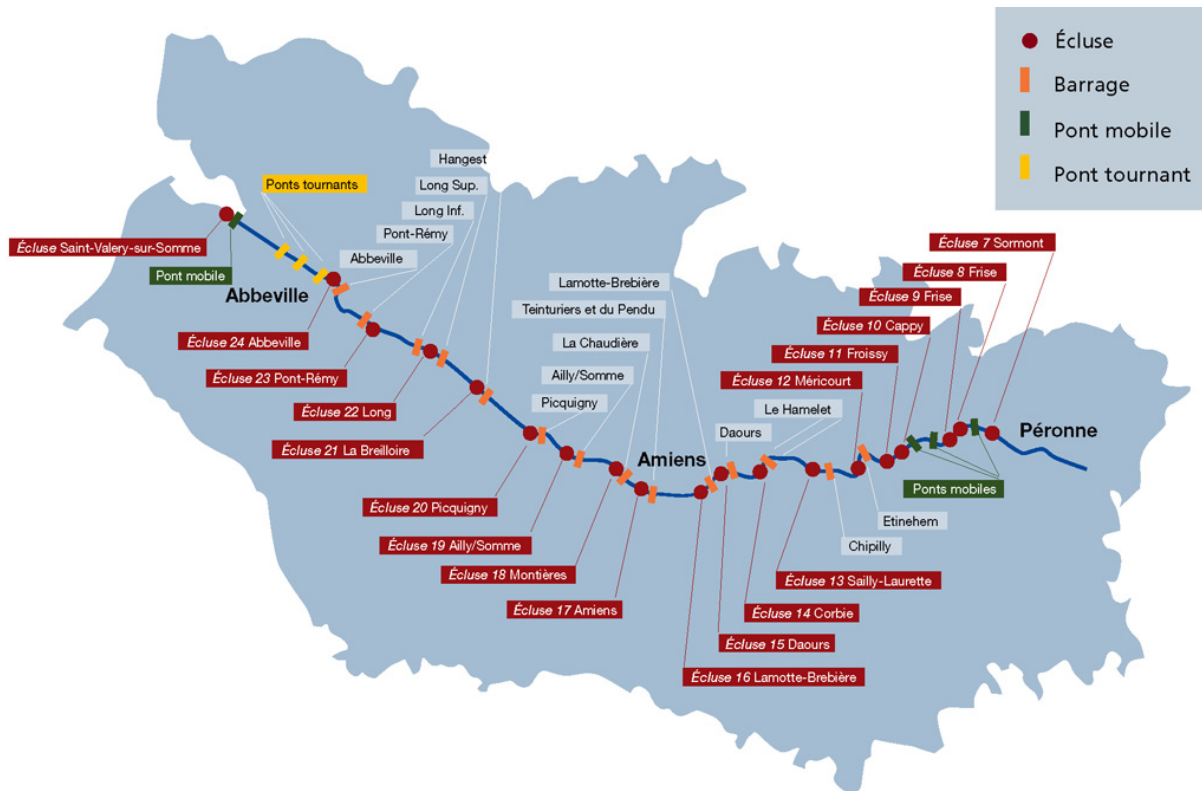 Écluse
Barrage
Pont mobile
Pont tournant
Hangest
Long Sup.
Long Inf.
Pont-Rémy
Abbeville
Ponts tournants
Écluse Saint-Valery-sur-Somme
Pont mobile
Abbeville
Écluse 24 Abbeville
Écluse 23 Pont-Rémy
Écluse 22 Long
Écluse 21 La Breilloire
Écluse 20 Picquigny
Écluse 19 Ailly/Somme
Écluse 18 Montières
Écluse 17 Amiens
Lamotte-Brebière
Teinturiers et du Pendu
La Chaudière
Ailly/Somme
Picquigny
Amiens
Daours
Le Hamelet
Écluse 7 Sormont
Écluse 8 Frise
Écluse 9 Frise
Écluse 10 Cappy
Écluse 11 Froissy
Écluse 12 Méricourt
Péronne
Ponts mobiles
Etinehem
Chipilly
Écluse 13 Sailly-Laurette
Écluse 14 Corbie
Écluse 15 Daours
Écluse 16 Lamotte-Brebière